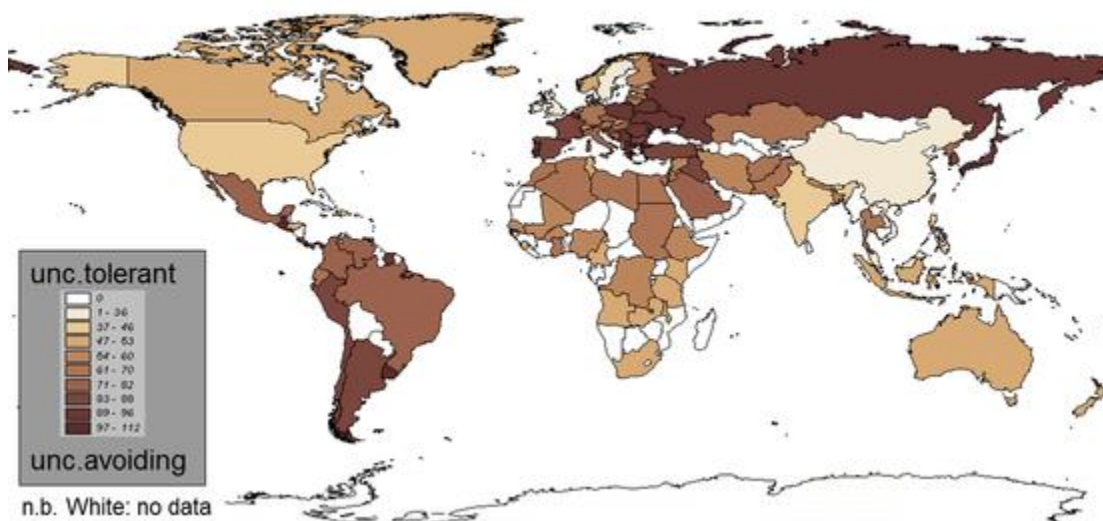 unc.tolerant
0
1 - 36
37 - 46
47 - 53
54 - 60
61 - 70
71 - 82
83 - 88
89 - 96
97 - 112
unc.avoiding
n.b. White: no data